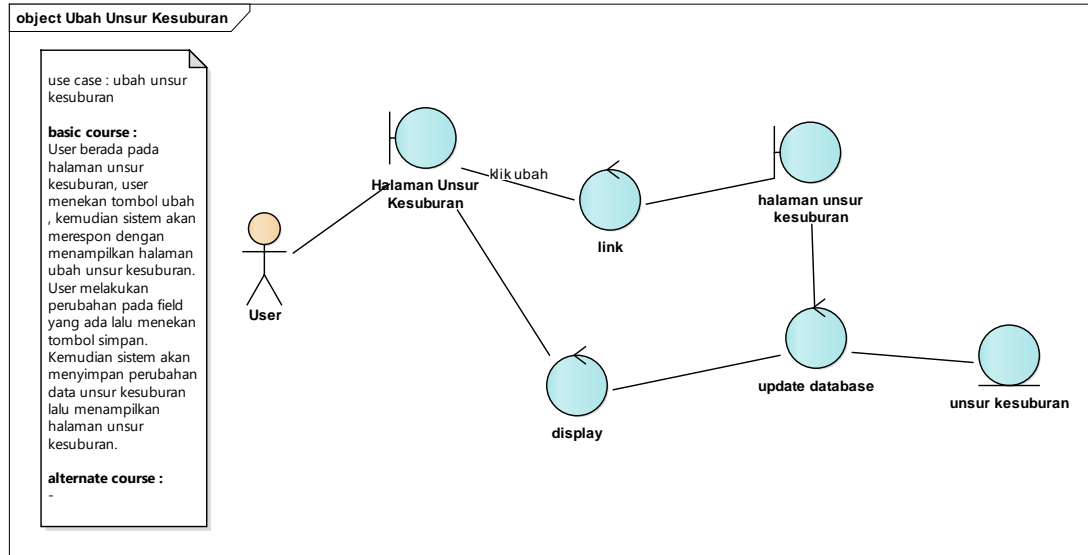 object Ubah Unsur Kesuburan
use case : ubah unsur
kesuburan
basic course :
User berada pada
halaman unsur
kesuburan, user
menekan tombol ubah
, kemudian sistem akan
merespon dengan
menampilkan halaman
ubah unsur kesuburan.
User melakukan
perubahan pada field
yang ada lalu menekan
tombol simpan.
Kemudian sistem akan
menyimpan perubahan
data unsur kesuburan
lalu menampilkan
halaman unsur
kesuburan.
alternate course :
-
User
Halaman Unsur
Kesuburan
klik ubah
link
halaman unsur
kesuburan
display
update database
unsur kesuburan